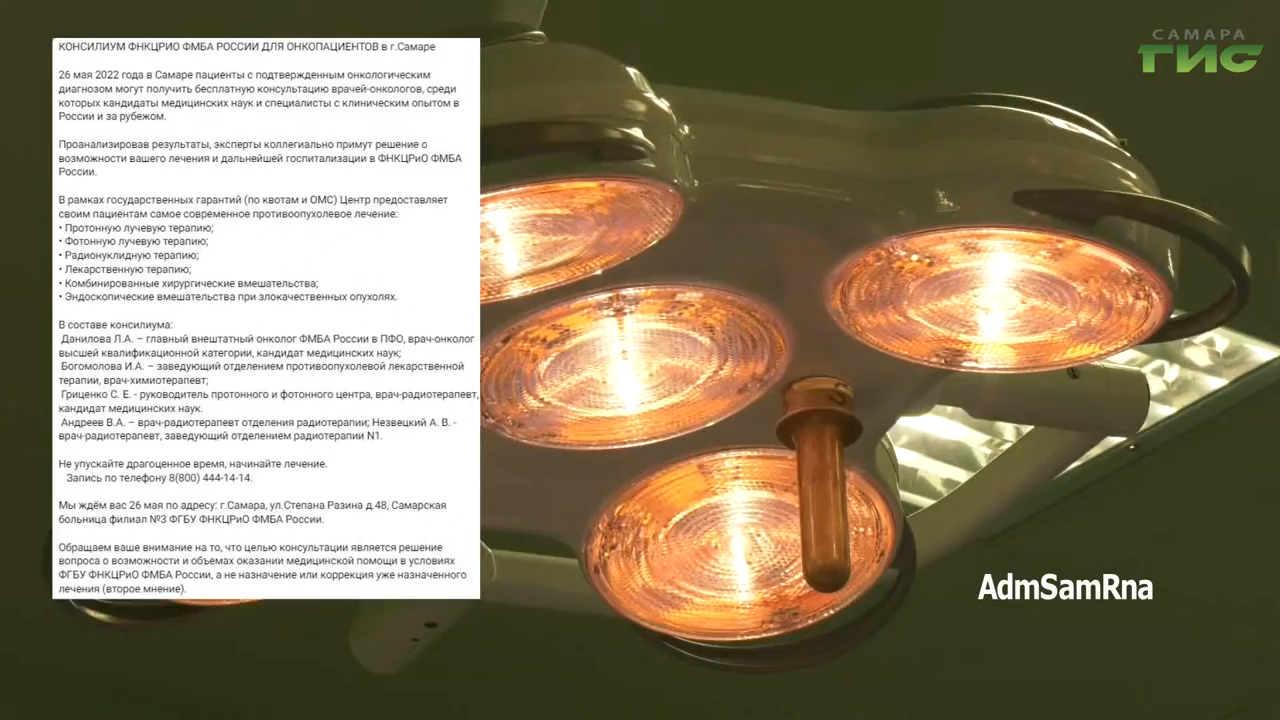 КОНСИЛИУМ ФНКЦРИО ФМБА РОССИИ ДЛЯ ОНКОПАЦИЕНТОВ в г.Самаре
26 мая 2022 года в Самаре пациенты с подтвержденным онкологическим
диагнозом могут получить бесплатную консультацию врачей-онкологов, среди
которых кандидаты медицинских наук и специалисты с клиническим опытом в
России и за рубежом.
Проанализировав результаты, эксперты коллегиально примут решение о
возможности вашего лечения и дальнейшей госпитализации в ФНКЦРиО ФМБА
России.
В рамках государственных гарантий (по квотам и ОМС) Центр предоставляет
своим пациентам самое современное противоопухолевое лечение:
• Протонную лучевую терапию;
• Фотонную лучевую терапию;
• Радионуклидную терапию;
• Лекарственную терапию;
• Комбинированные хирургические вмешательства;
• Эндоскопические вмешательства при злокачественных опухолях.
В составе консилиума:
Данилова Л.А. – главный внештатный онколог ФМБА России в ПФО, врач-онколог
высшей квалификационной категории, кандидат медицинских наук;
Богомолова И.А. – заведующий отделением противоопухолевой лекарственной
терапии, врач-химиотерапевт;
Гриценко С. Е. - руководитель протонного и фотонного центра, врач-радиотерапевт,
кандидат медицинских наук.
Андреев В.А. – врач-радиотерапевт отделения радиотерапии; Незвецкий А. В. -
врач-радиотерапевт, заведующий отделением радиотерапии N1.
Не упускайте драгоценное время, начинайте лечение.
Запись по телефону 8(800) 444-14-14.
Мы ждём вас 26 мая по адресу: г.Самара, ул.Степана Разина д.48, Самарская
больница филиал №3 ФГБУ ФНКЦРиО ФМБА России.
Обращаем ваше внимание на то, что целью консультации является решение
вопроса о возможности и объемах оказании медицинской помощи в условиях
ФГБУ ФНКЦРиО ФМБА России, а не назначение или коррекция уже назначенного
лечения (второе мнение).
САМАРА
ГИС
AdmSamRna